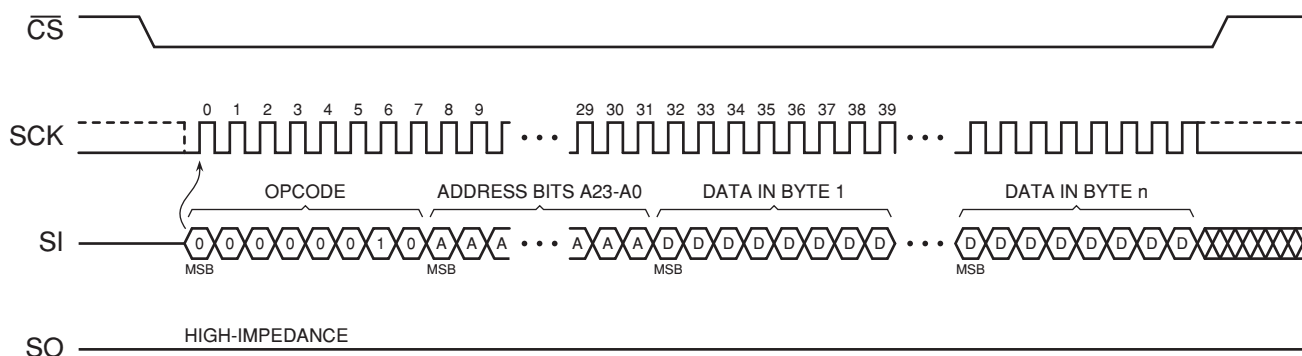 CS
0 1 2 3 4 5 6 7 8 9 29 30 31 32 33 34 35 36 37 38 39
SCK
OPCODE ADDRESS BITS A23-A0 DATA IN BYTE 1 DATA IN BYTE n
SI 0 0 0 0 0 0 1 0 A A A A A A D D D D D D D D D D D D D D D D
MSB MSB MSB MSB
HIGH-IMPEDANCE
SO